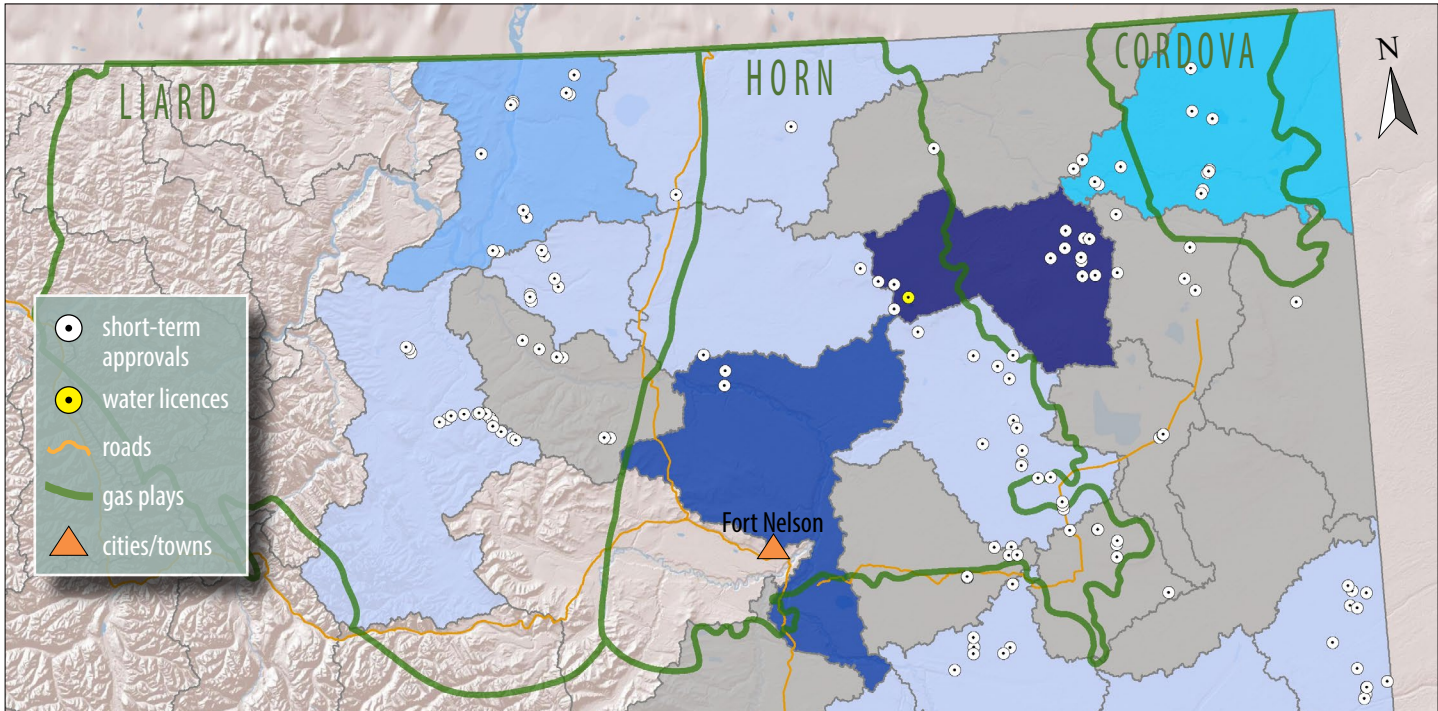 LIARD
HORN
CORDOVA
N
short-term
approvals
water licences
roads
gas plays
cities/towns
Fort Nelson